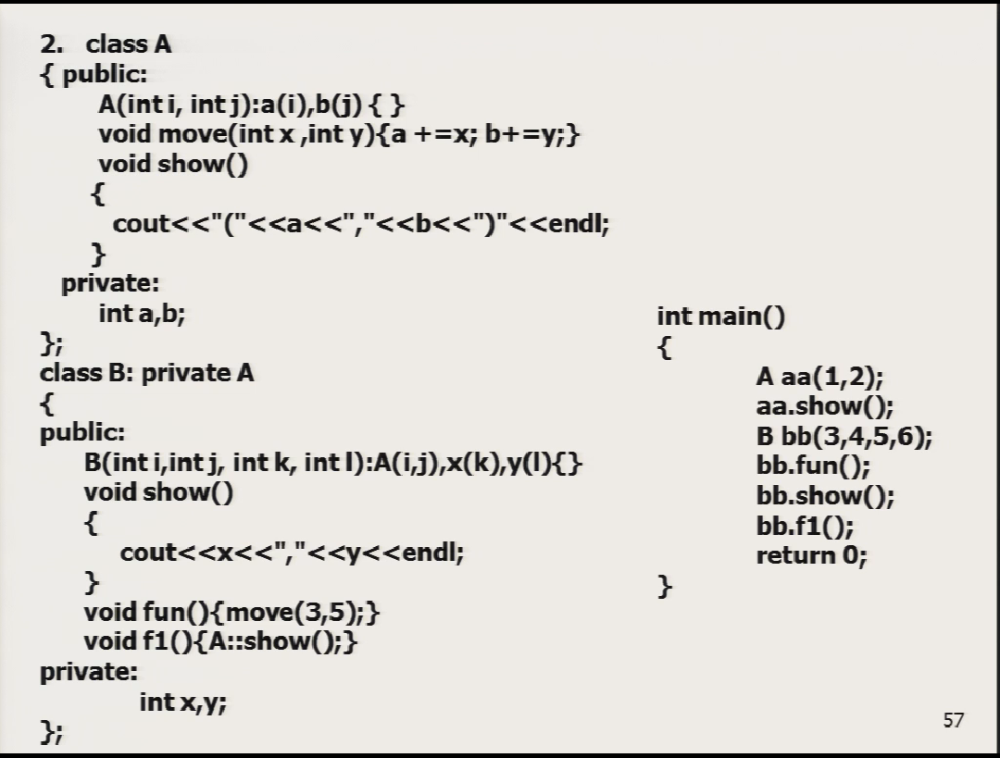 2. class A
{ public:
A(int i, int j):a(i),b(j) { }
void move(int x ,int y){a +=x; b+=y;}
void show()
{
cout<<"("<<a<<","<<b<<")"<<endl;
}
private:
int a,b;
};
class B: private A
{
public:
B(int i,int j, int k, int l):A(i,j),x(k),y(l){}
void show()
{
cout<<x<<","<<y<<endl;
}
void fun(){move(3,5);}
void f1(){A::show();}
private:
int x,y;
};
int main()
{
A aa(1,2);
aa.show();
B bb(3,4,5,6);
bb.fun();
bb.show();
bb.f1();
return 0;
}
57